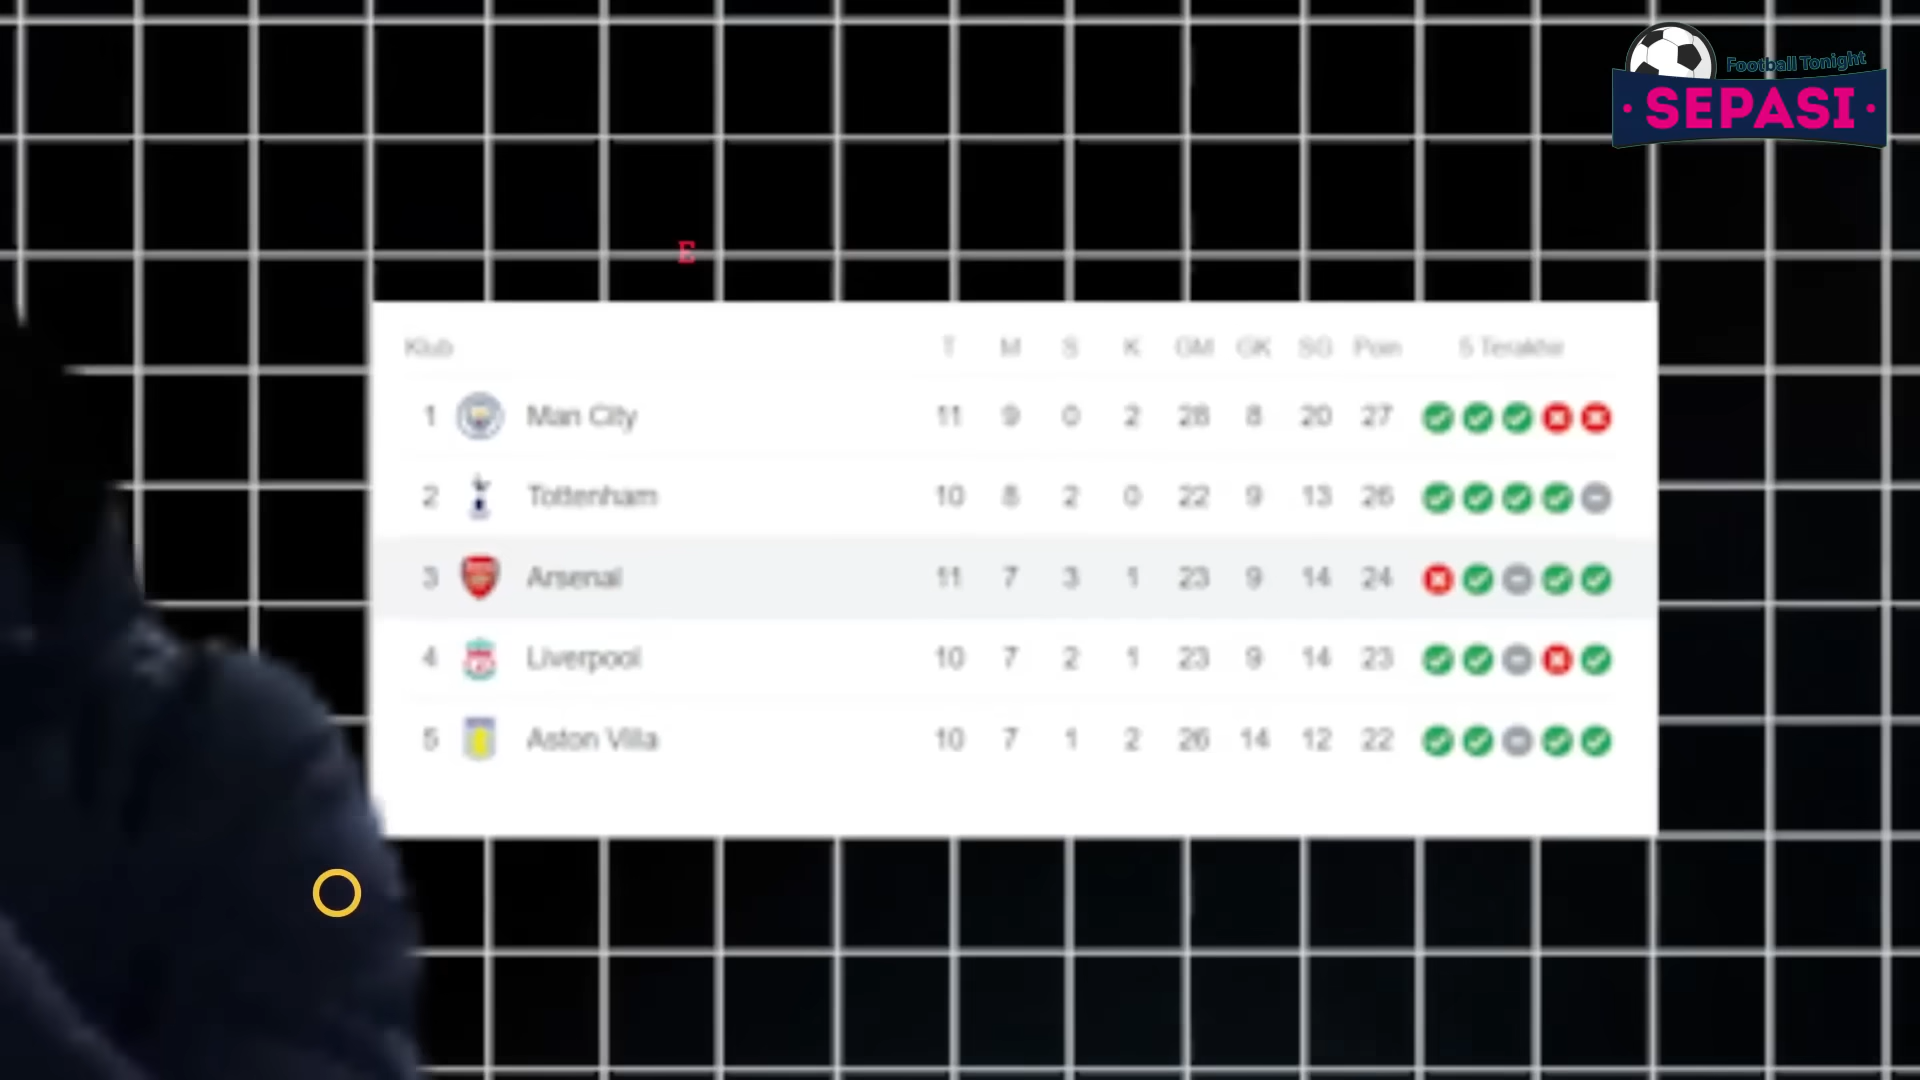 Football Tonight
SEPASI
E
Klub T M S K GM GK SG Poin 5 Terakhir
1 Man City 11 9 0 2 28 8 20 27
2 Tottenham 10 8 2 0 22 9 13 26
3 Arsenal 11 7 3 1 23 9 14 24
4 Liverpool 10 7 2 1 23 9 14 23
5 Aston Villa 10 7 1 2 26 14 12 22